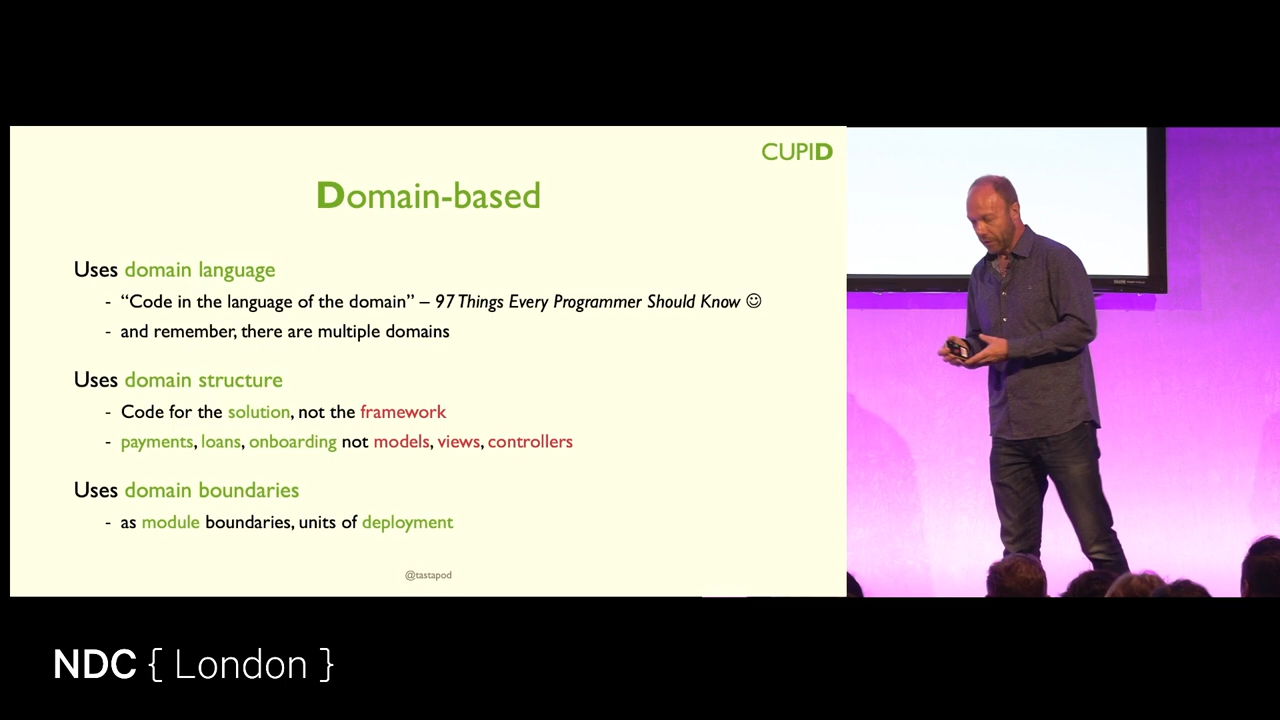 CUPID
Domain-based
Uses domain language
- “Code in the language of the domain” – 97 Things Every Programmer Should Know ☺
- and remember, there are multiple domains
Uses domain structure
- Code for the solution, not the framework
- payments, loans, onboarding not models, views, controllers
Uses domain boundaries
- as module boundaries, units of deployment
@tastapod
NDC { London }